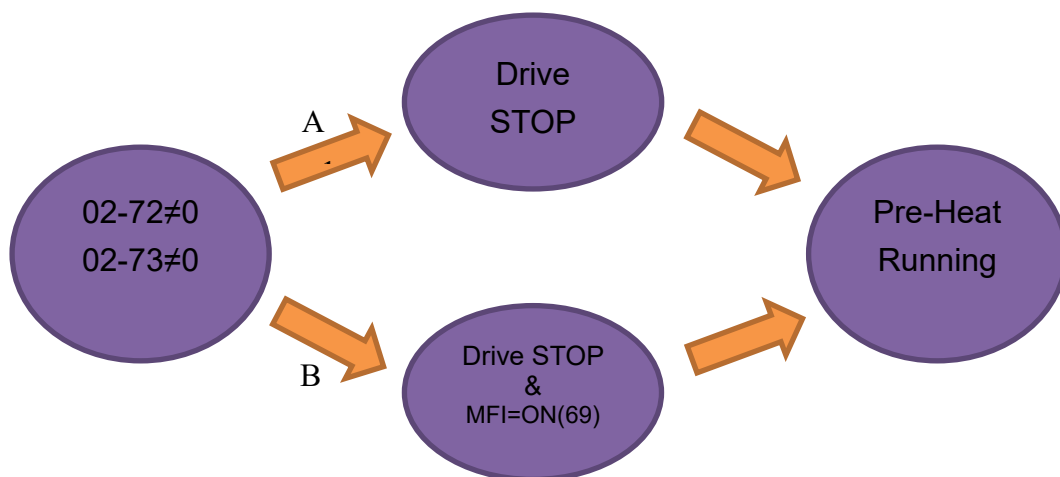 Drive
STOP
A
02-72≠0
02-73≠0
Pre-Heat
Running
B
Drive STOP
&
MFI=ON(69)